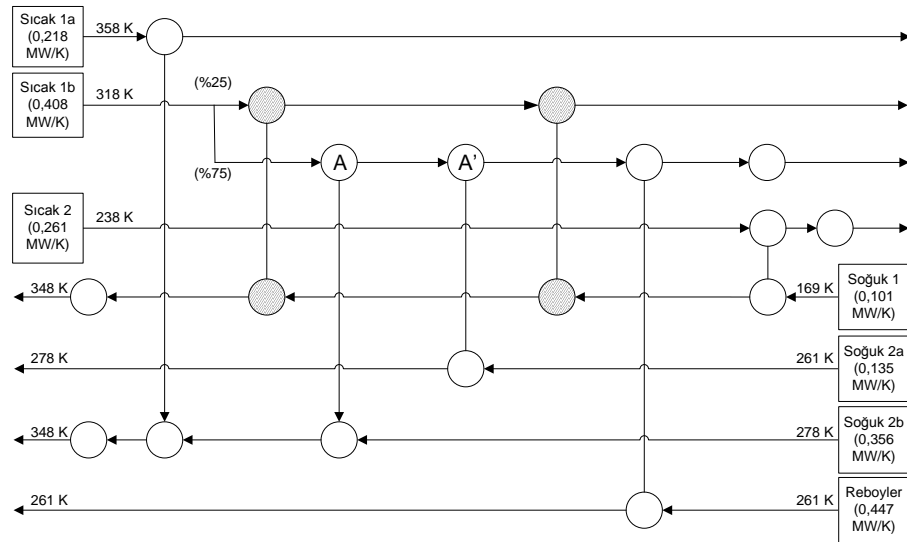 Sıcak 1a
(0,218
MW/K)
358 K
Sıcak 1b
(0,408
MW/K)
318 K
(%25)
(%75)
A
A’
Sıcak 2
(0,261
MW/K)
238 K
348 K
169 K
Soğuk 1
(0,101
MW/K)
278 K
261 K
Soğuk 2a
(0,135
MW/K)
348 K
278 K
Soğuk 2b
(0,356
MW/K)
261 K
261 K
Reboyler
(0,447
MW/K)